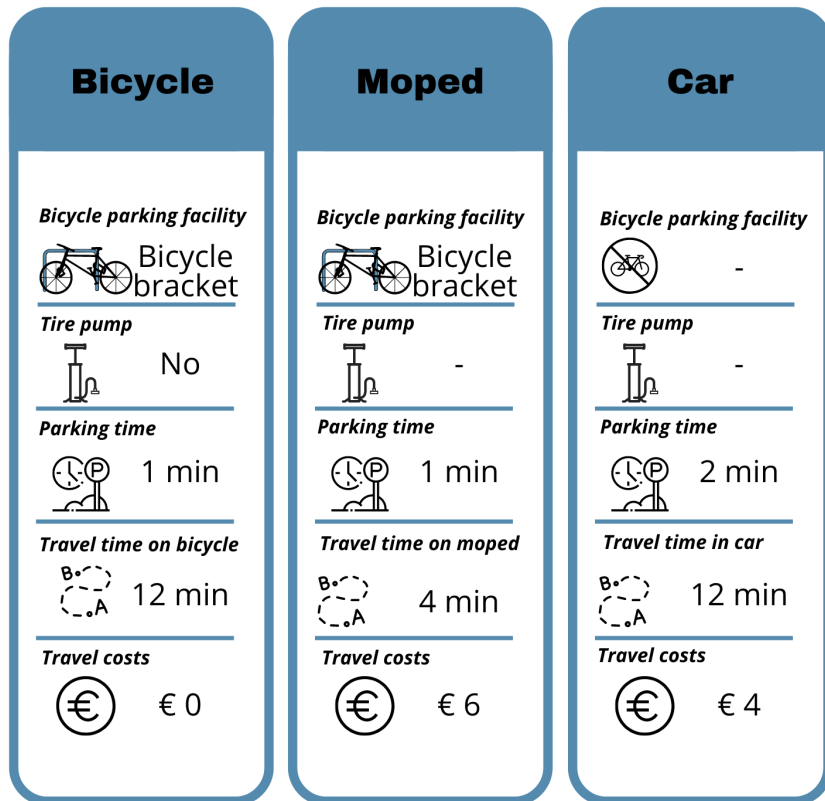 Bicycle
Bicycle parking facility
Bicycle
bracket
Tire pump
No
Parking time
P
1 min
Travel time on bicycle
B
A
12 min
Travel costs
€
€ 0
Moped
Bicycle parking facility
Bicycle
bracket
Tire pump
-
Parking time
P
1 min
Travel time on moped
B
A
4 min
Travel costs
€
€ 6
Car
Bicycle parking facility
-
Tire pump
-
Parking time
P
2 min
Travel time in car
B
A
12 min
Travel costs
€
€ 4